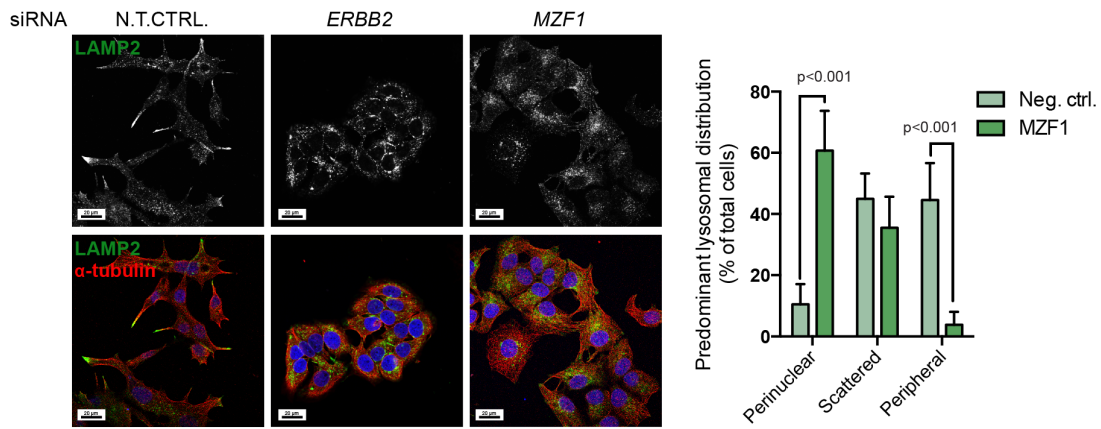 siRNA N.T.CTRL. ERBB2 MZF1
LAMP2
20 µm 20 µm 20 µm
LAMP2
α-tubulin
20 µm 20 µm 20 µm
Predominant lysosomal distribution
(% of total cells)
80
60
40
20
0
p<0.001
p<0.001
Neg. ctrl.
MZF1
Perinuclear
Scattered
Peripheral